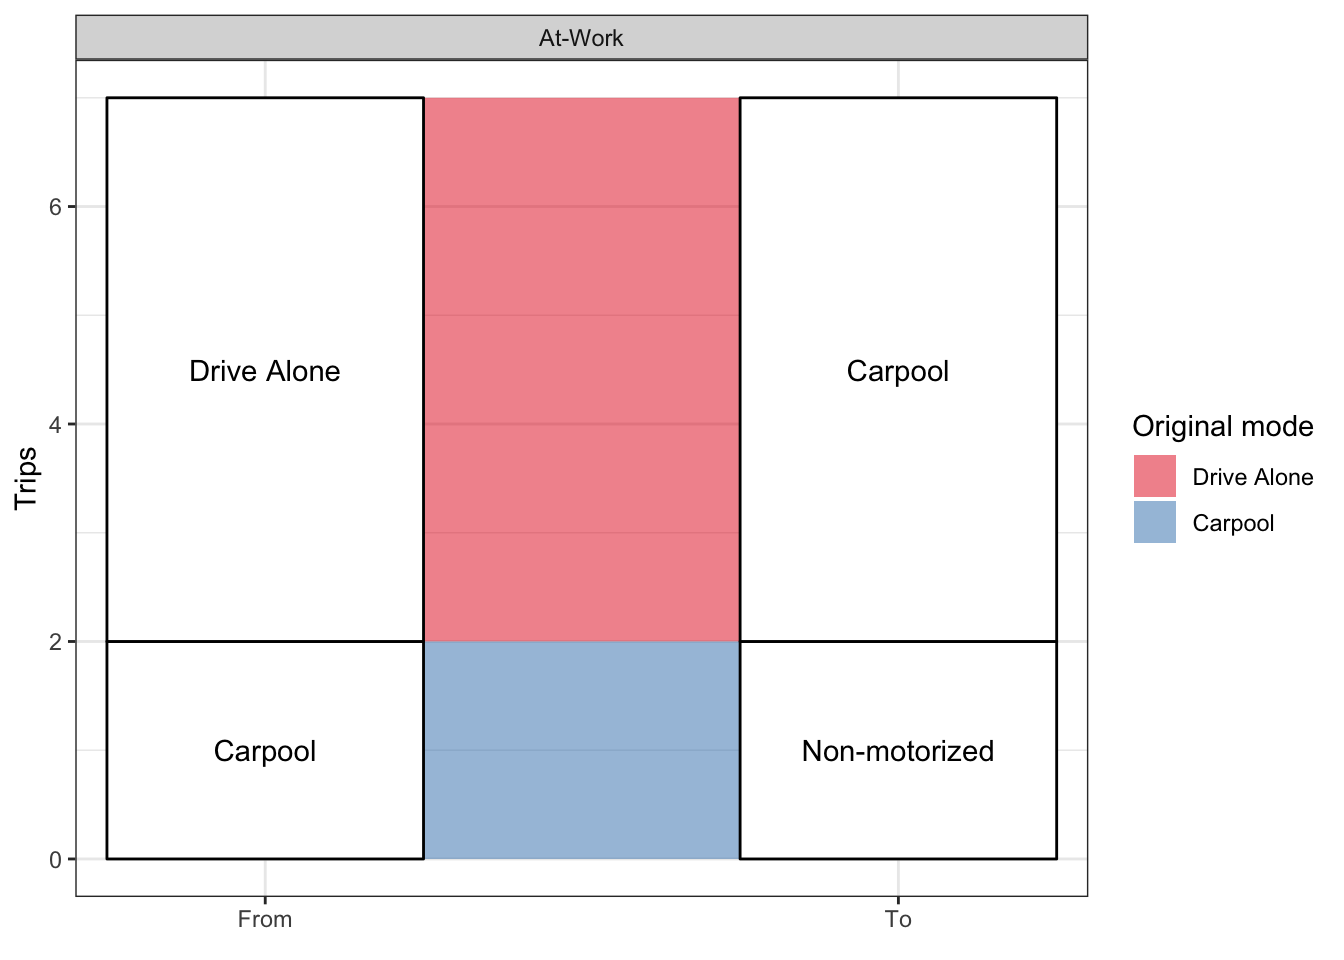 At-Work
Trips
6
4
2
0
Drive Alone
Carpool
Carpool
Non-motorized
From
To
Original mode
Drive Alone
Carpool